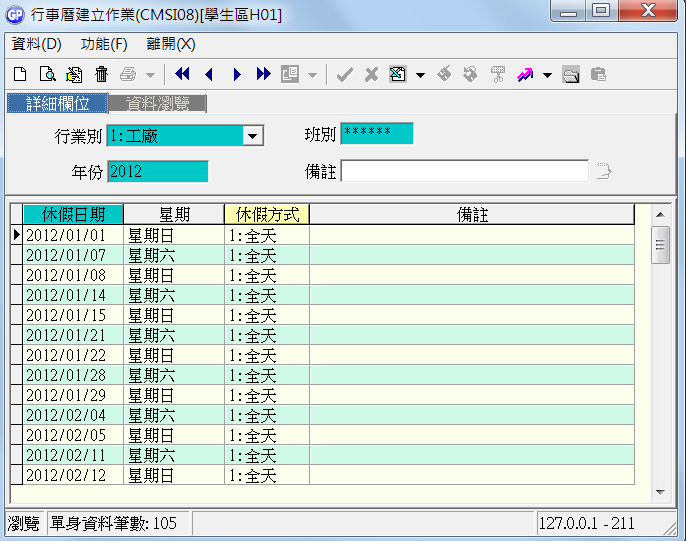 GP 行事曆建立作業(CMSI08)[學生區H01]
資料(D) 功能(F) 離開(X)
詳細欄位 資料瀏覽
行業別 1:工廠 班別 ******
年份 2012 備註
休假日期 星期 休假方式 備註
2012/01/01 星期日 1:全天
2012/01/07 星期六 1:全天
2012/01/08 星期日 1:全天
2012/01/14 星期六 1:全天
2012/01/15 星期日 1:全天
2012/01/21 星期六 1:全天
2012/01/22 星期日 1:全天
2012/01/28 星期六 1:全天
2012/01/29 星期日 1:全天
2012/02/04 星期六 1:全天
2012/02/05 星期日 1:全天
2012/02/11 星期六 1:全天
2012/02/12 星期日 1:全天
瀏覽 單身資料筆數: 105 127.0.0.1 - 211